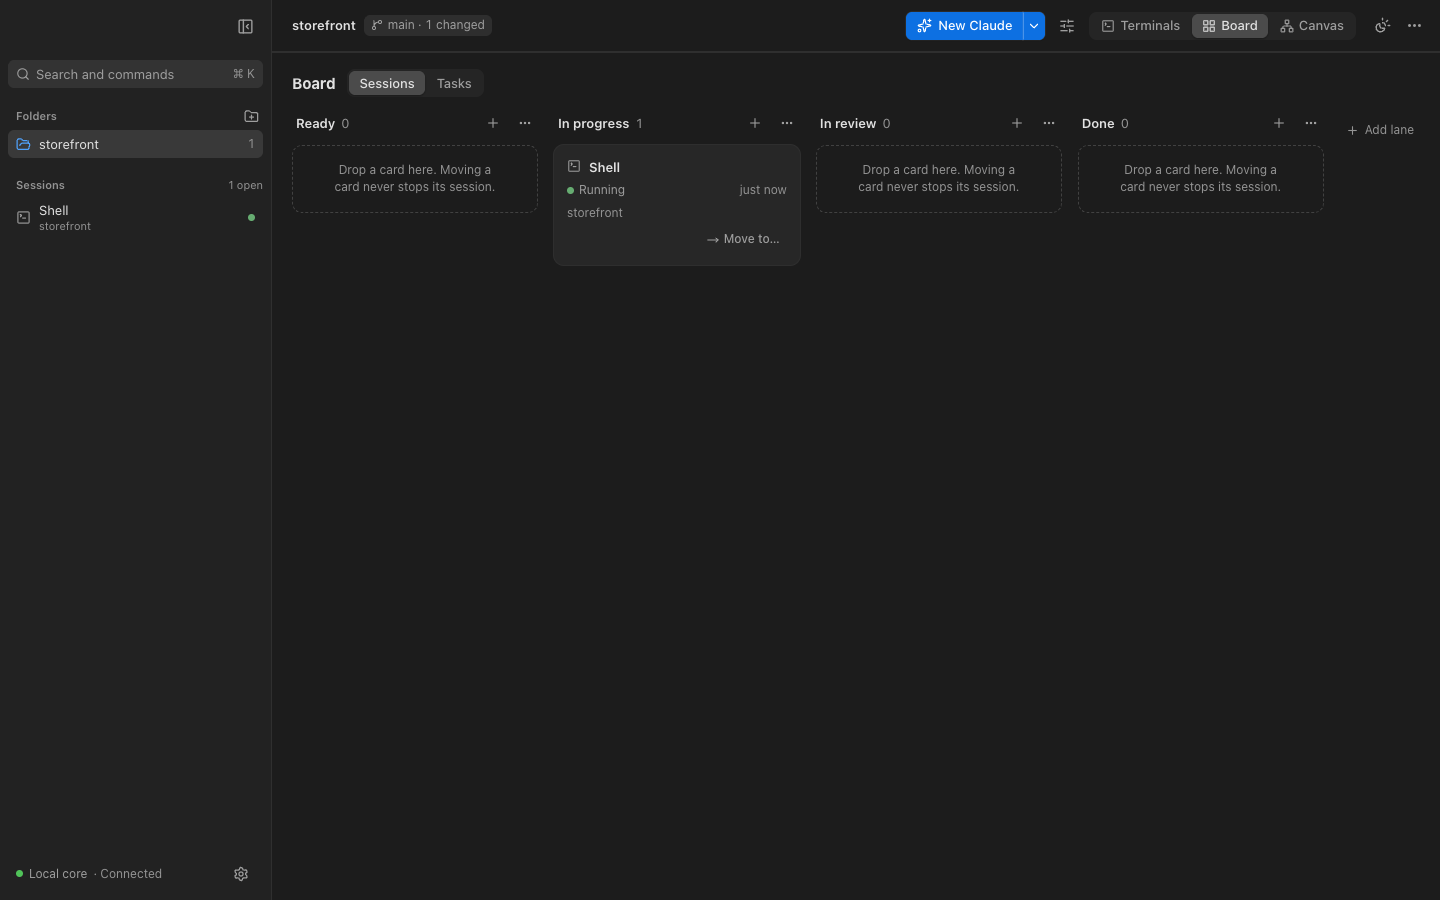 storefront
main · 1 changed
New Claude
Terminals
Board
Canvas
Search and commands
⌘ K
Folders
storefront
1
Sessions
1 open
Shell
storefront
Board
Sessions
Tasks
Ready 0
In progress 1
In review 0
Done 0
Add lane
Drop a card here. Moving a
card never stops its session.
Shell
Running
just now
storefront
→ Move to...
Drop a card here. Moving a
card never stops its session.
Drop a card here. Moving a
card never stops its session.
Local core · Connected